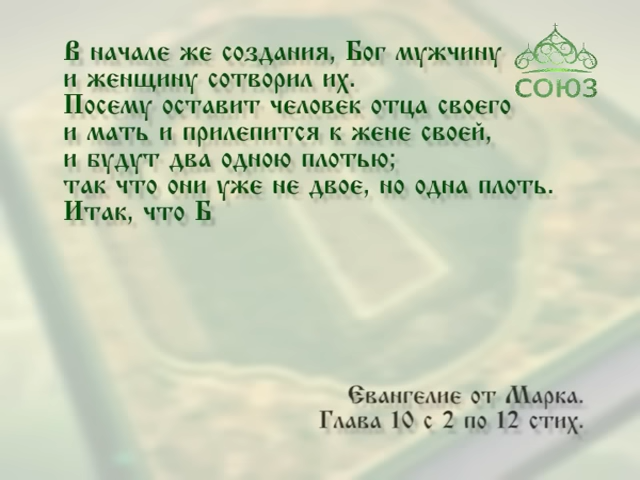 В начале же создания, Бог мужчину
и женщину сотворил их.
Посему оставит человек отца своего
и мать и прилепится к жене своей,
и будут два одною плотью;
так что они уже не двое, но одна плоть.
Итак, что Б
СОЮЗ
Евангелие от Марка.
Глава 10 с 2 по 12 стих.